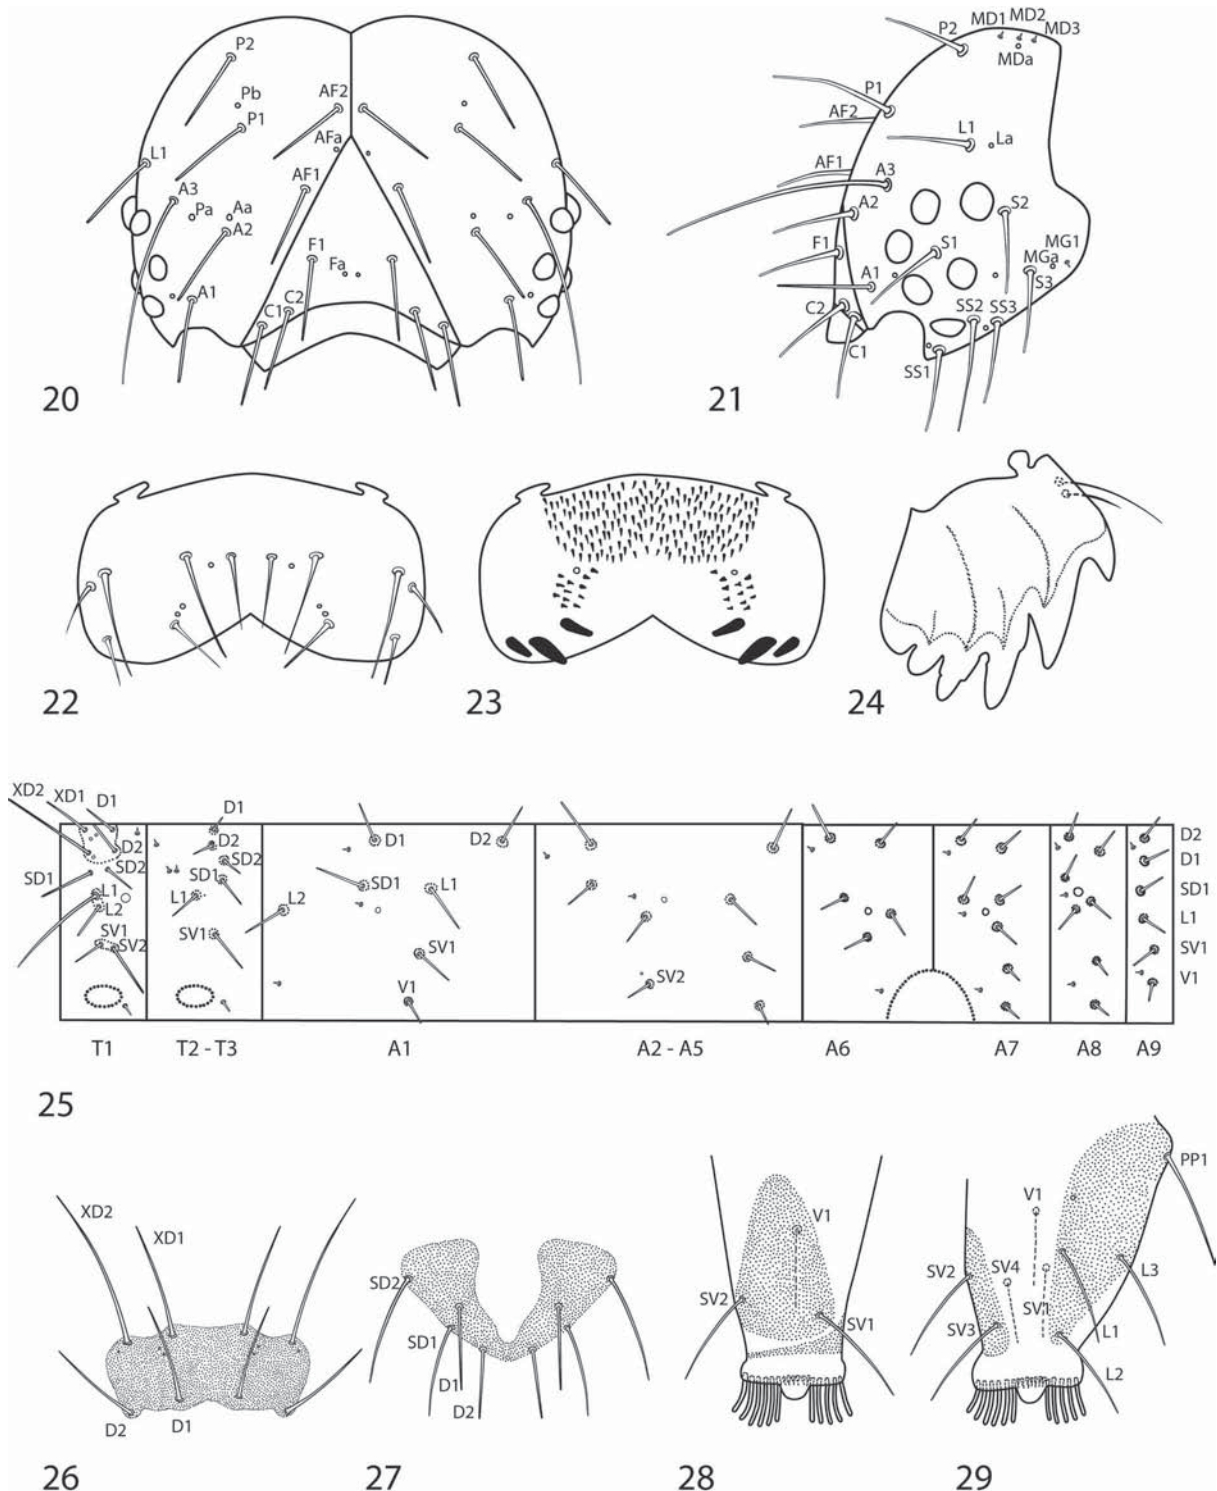 P2
Pb
P1
AF2
AFa
L1
A3
Pa
Aa
A2
AF1
F1
Fa
C2
C1
A1
20
MD1
MD2
MD3
P2
MDa
P1
AF2
L1
La
AF1
A3
A2
S2
F1
S1
MG1
MGa
A1
S3
C2
SS2
SS3
C1
SS1
21
22
23
24
XD2
XD1
D1
D2
SD2
SD1
L1
L2
SV1
SV2
D1
D2
SD2
SD1
L1
SV1
D1
D2
SD1
L1
L2
SV1
V1
SV2
D2
D1
SD1
L1
SV1
V1
T1
T2 - T3
A1
A2 - A5
A6
A7
A8
A9
25
XD2
XD1
D2
D1
26
SD2
SD1
D1
D2
27
V1
SV2
SV1
28
PP1
V1
SV2
SV4
L3
SV3
SV1
L1
L2
29